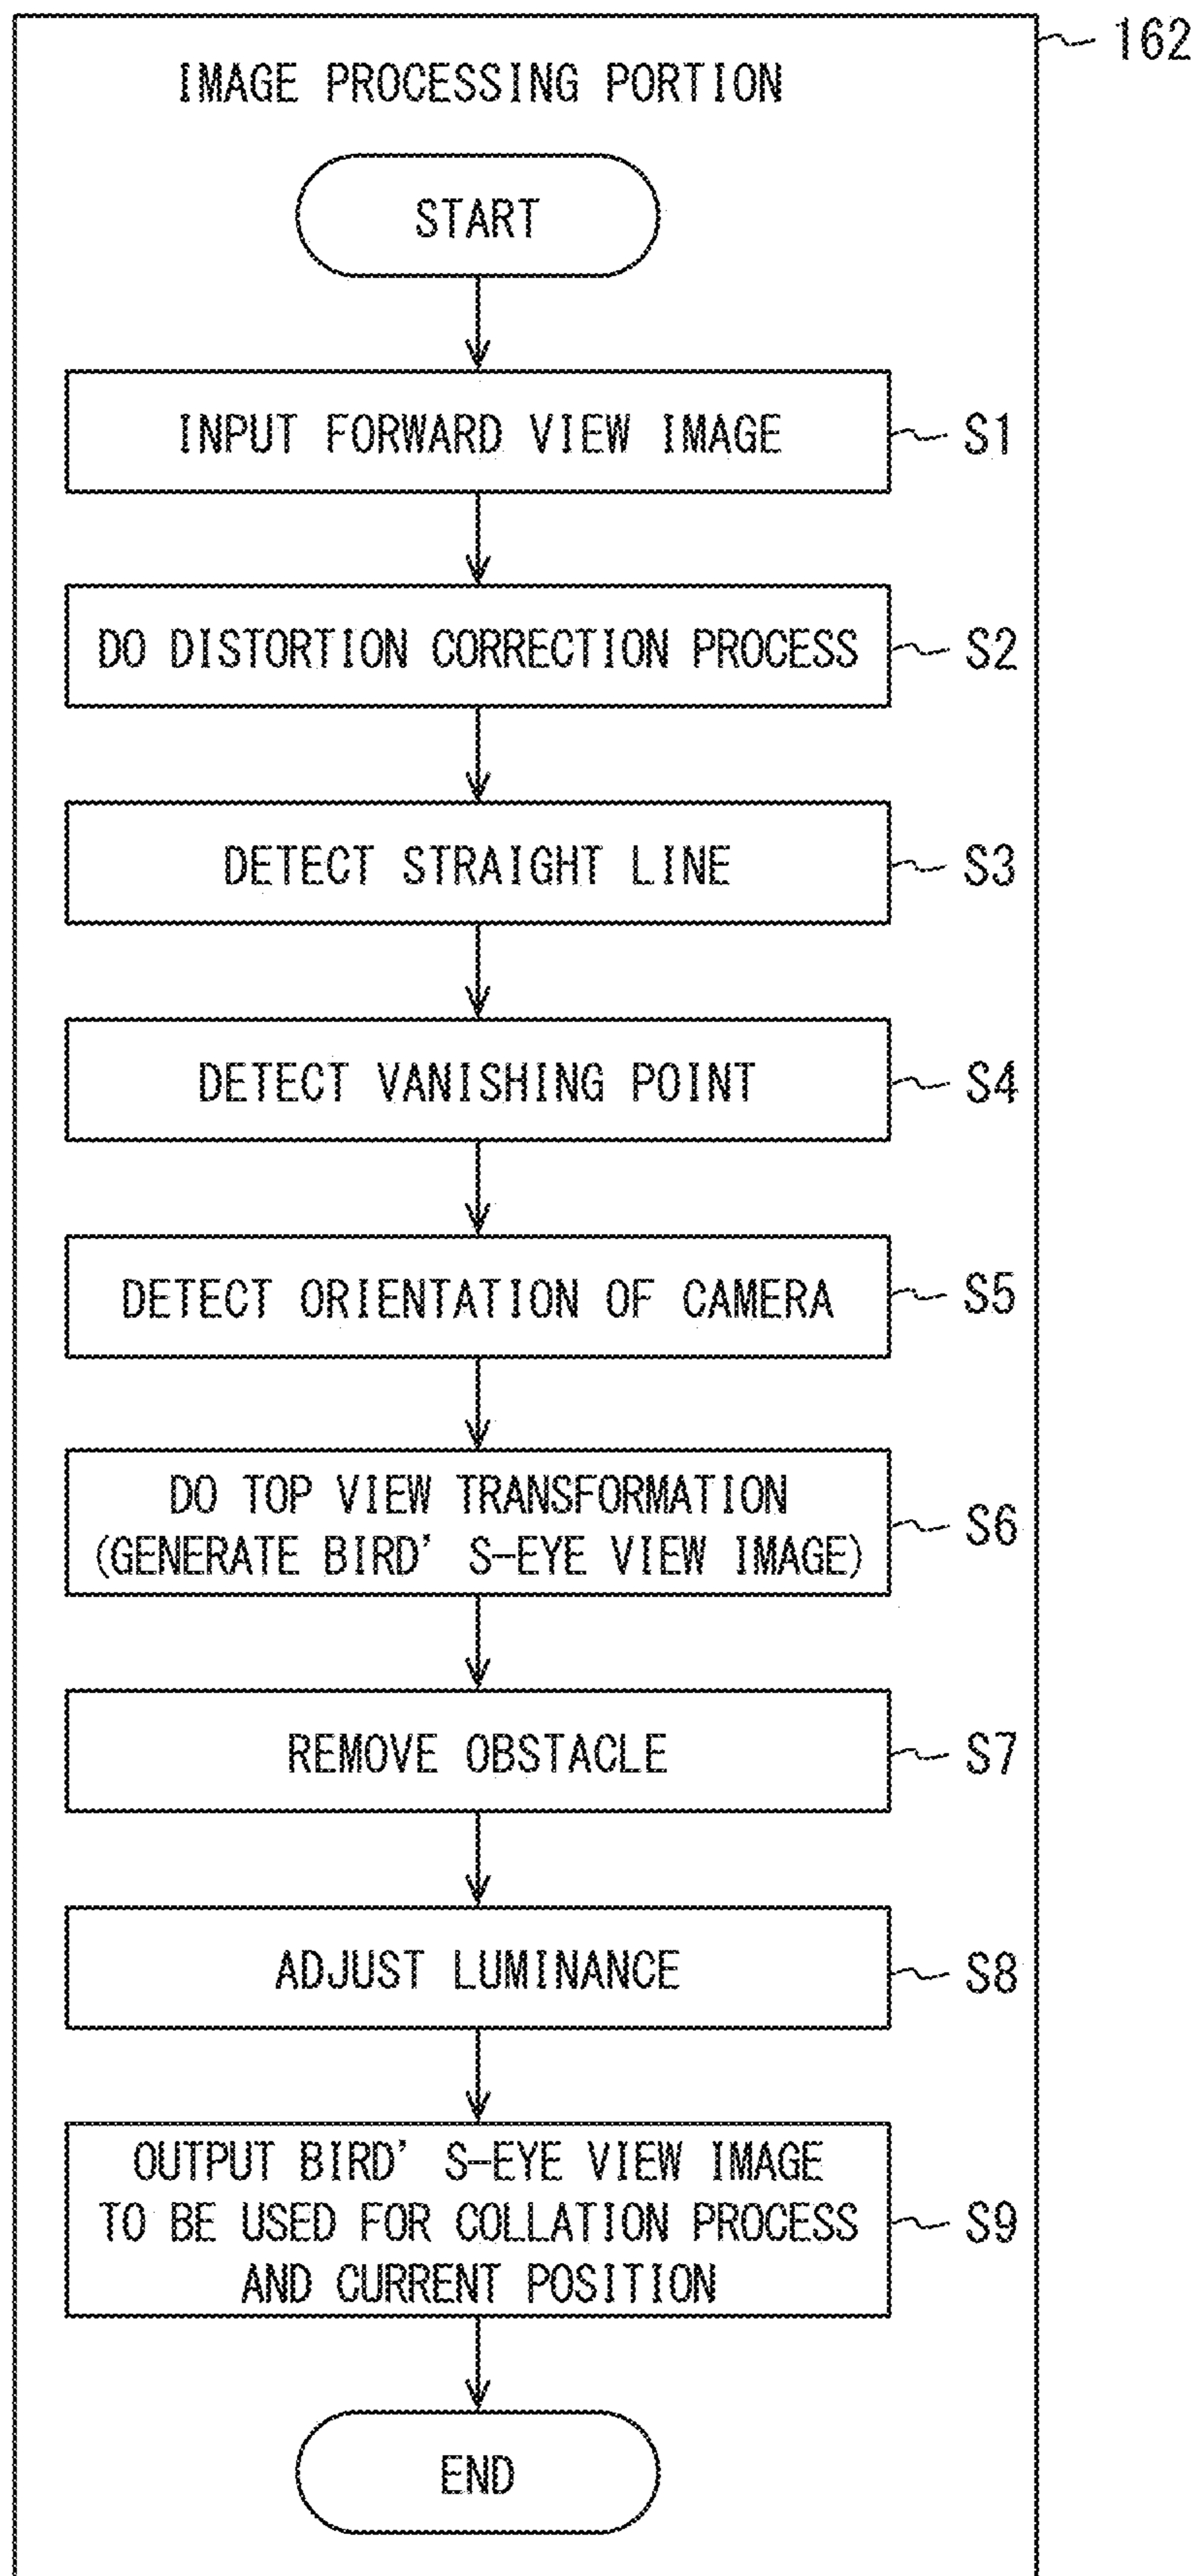 162
IMAGE PROCESSING PORTION
START
INPUT FORWARD VIEW IMAGE
S1
DO DISTORTION CORRECTION PROCESS
S2
DETECT STRAIGHT LINE
S3
DETECT VANISHING POINT
S4
DETECT ORIENTATION OF CAMERA
S5
DO TOP VIEW TRANSFORMATION
(GENERATE BIRD'S-EYE VIEW IMAGE)
S6
REMOVE OBSTACLE
S7
ADJUST LUMINANCE
S8
OUTPUT BIRD'S-EYE VIEW IMAGE
TO BE USED FOR COLLATION PROCESS
AND CURRENT POSITION
S9
END